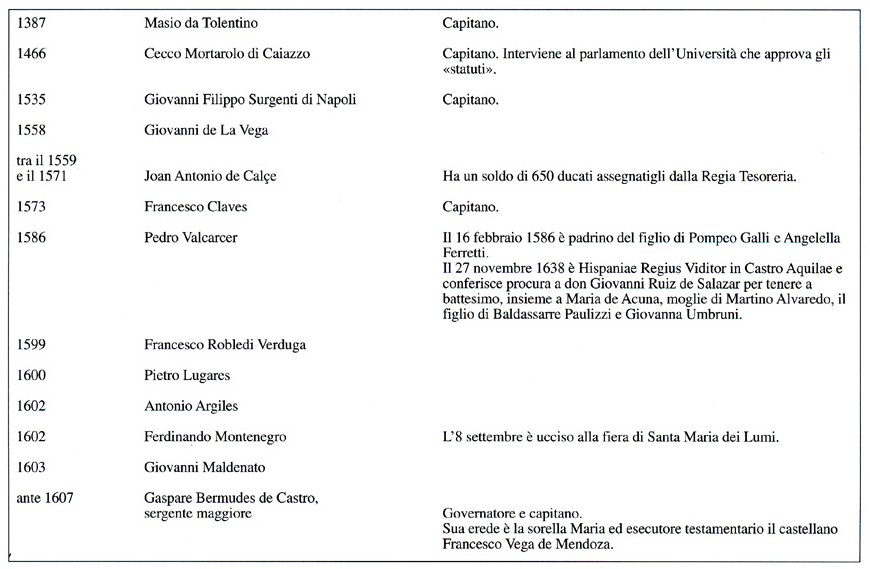 1387 Masio da Tolentino Capitano.
1466 Cecco Mortarolo di Caiazzo Capitano. Interviene al parlamento dell'Università che approva gli
«statuti».
1535 Giovanni Filippo Surgenti di Napoli Capitano.
1558 Giovanni de La Vega
tra il 1559
e il 1571 Joan Antonio de Calçe Ha un soldo di 650 ducati assegnatigli dalla Regia Tesoreria.
1573 Francesco Claves Capitano.
1586 Pedro Valcarcer Il 16 febbraio 1586 è padrino del figlio di Pompeo Galli e Angelella
Ferretti.
Il 27 novembre 1638 è Hispaniae Regius Viditor in Castro Aquilae e
conferisce procura a don Giovanni Ruiz de Salazar per tenere a
battesimo, insieme a Maria de Acuna, moglie di Martino Alvaredo, il
figlio di Baldassarre Paulizzi e Giovanna Umbruni.
1599 Francesco Robledi Verduga
1600 Pietro Lugares
1602 Antonio Argiles
1602 Ferdinando Montenegro L'8 settembre è ucciso alla fiera di Santa Maria dei Lumi.
1603 Giovanni Maldenato
ante 1607 Gaspare Bermudes de Castro,
sergente maggiore Governatore e capitano.
Sua erede è la sorella Maria ed esecutore testamentario il castellano
Francesco Vega de Mendoza.